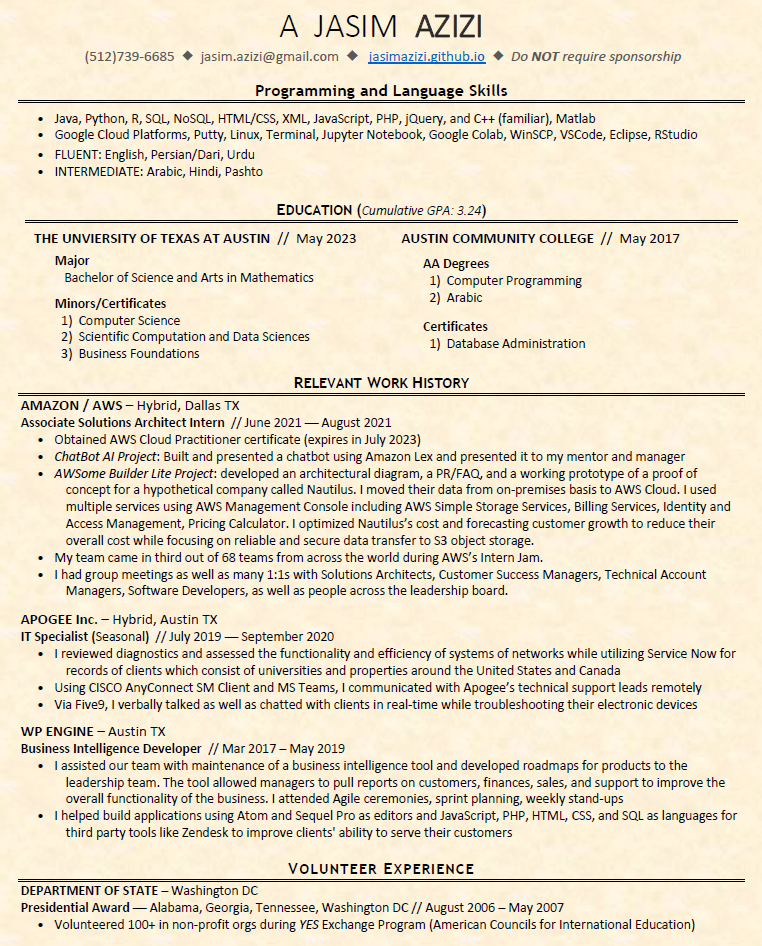 A JASIM AZIZI
(512)739-6685 ◆ jasim.azizi@gmail.com ◆ jasimazizi.github.io ◆ Do NOT require sponsorship
Programming and Language Skills
• Java, Python, R, SQL, NoSQL, HTML/CSS, XML, JavaScript, PHP, jQuery, and C++ (familiar), Matlab
• Google Cloud Platforms, Putty, Linux, Terminal, Jupyter Notebook, Google Colab, WinSCP, VSCode, Eclipse, RStudio
• FLUENT: English, Persian/Dari, Urdu
• INTERMEDIATE: Arabic, Hindi, Pashto
EDUCATION (Cumulative GPA: 3.24)
THE UNVIERSITY OF TEXAS AT AUSTIN // May 2023
Major
Bachelor of Science and Arts in Mathematics
Minors/Certificates
1) Computer Science
2) Scientific Computation and Data Sciences
3) Business Foundations
AUSTIN COMMUNITY COLLEGE // May 2017
AA Degrees
1) Computer Programming
2) Arabic
Certificates
1) Database Administration
RELEVANT WORK HISTORY
AMAZON / AWS – Hybrid, Dallas TX
Associate Solutions Architect Intern // June 2021 — August 2021
• Obtained AWS Cloud Practitioner certificate (expires in July 2023)
• ChatBot AI Project: Built and presented a chatbot using Amazon Lex and presented it to my mentor and manager
• AWSome Builder Lite Project: developed an architectural diagram, a PR/FAQ, and a working prototype of a proof of
concept for a hypothetical company called Nautilus. I moved their data from on-premises basis to AWS Cloud. I used
multiple services using AWS Management Console including AWS Simple Storage Services, Billing Services, Identity and
Access Management, Pricing Calculator. I optimized Nautilus's cost and forecasting customer growth to reduce their
overall cost while focusing on reliable and secure data transfer to S3 object storage.
• My team came in third out of 68 teams from across the world during AWS's Intern Jam.
• I had group meetings as well as many 1:1s with Solutions Architects, Customer Success Managers, Technical Account
Managers, Software Developers, as well as people across the leadership board.
APOGEE Inc. – Hybrid, Austin TX
IT Specialist (Seasonal) // July 2019 — September 2020
• I reviewed diagnostics and assessed the functionality and efficiency of systems of networks while utilizing Service Now for
records of clients which consist of universities and properties around the United States and Canada
• Using CISCO AnyConnect SM Client and MS Teams, I communicated with Apogee's technical support leads remotely
• Via Five9, I verbally talked as well as chatted with clients in real-time while troubleshooting their electronic devices
WP ENGINE – Austin TX
Business Intelligence Developer // Mar 2017 – May 2019
• I assisted our team with maintenance of a business intelligence tool and developed roadmaps for products to the
leadership team. The tool allowed managers to pull reports on customers, finances, sales, and support to improve the
overall functionality of the business. I attended Agile ceremonies, sprint planning, weekly stand-ups
• I helped build applications using Atom and Sequel Pro as editors and JavaScript, PHP, HTML, CSS, and SQL as languages for
third party tools like Zendesk to improve clients' ability to serve their customers
VOLUNTEER EXPERIENCE
DEPARTMENT OF STATE – Washington DC
Presidential Award — Alabama, Georgia, Tennessee, Washington DC // August 2006 – May 2007
• Volunteered 100+ in non-profit orgs during YES Exchange Program (American Councils for International Education)